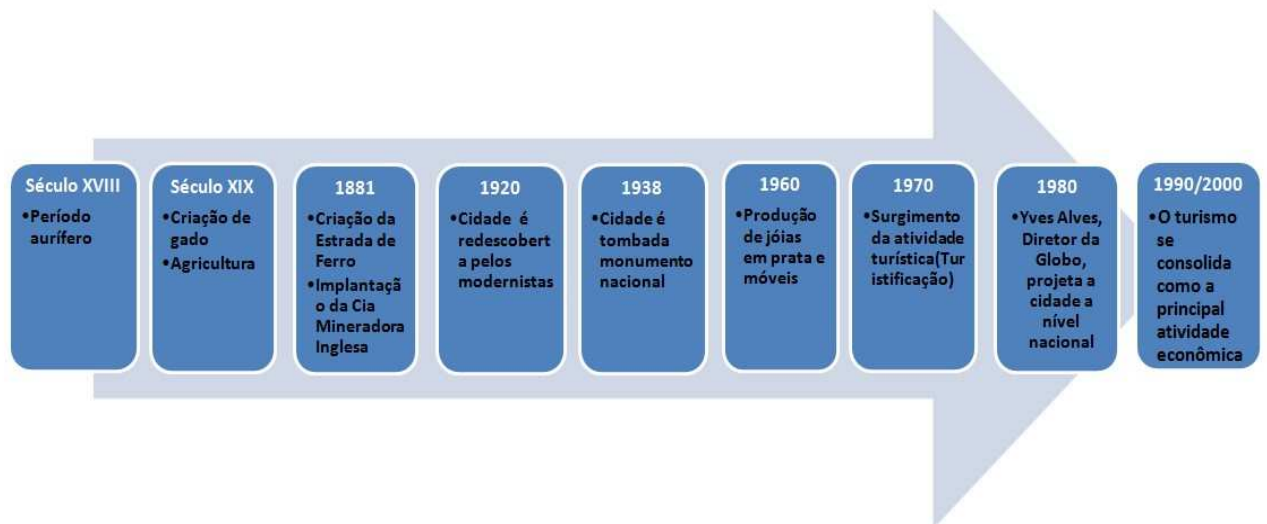 Século XVIII
•Período
aurífero
Século XIX
•Criação de
gado
•Agricultura
1881
•Criação da
Estrada de
Ferro
•Implantaçã
o da Cia
Mineradora
Inglesa
1920
•Cidade é
redescobert
a pelos
modernistas
1938
•Cidade é
tombada
monumento
nacional
1960
•Produção
de jóias
em prata e
móveis
1970
•Surgimento
da atividade
turística(Tur
istificação)
1980
•Yves Alves,
Diretor da
Globo,
projeta a
cidade a
nível
nacional
1990/2000
•O turismo
se
consolida
como a
principal
atividade
econômica